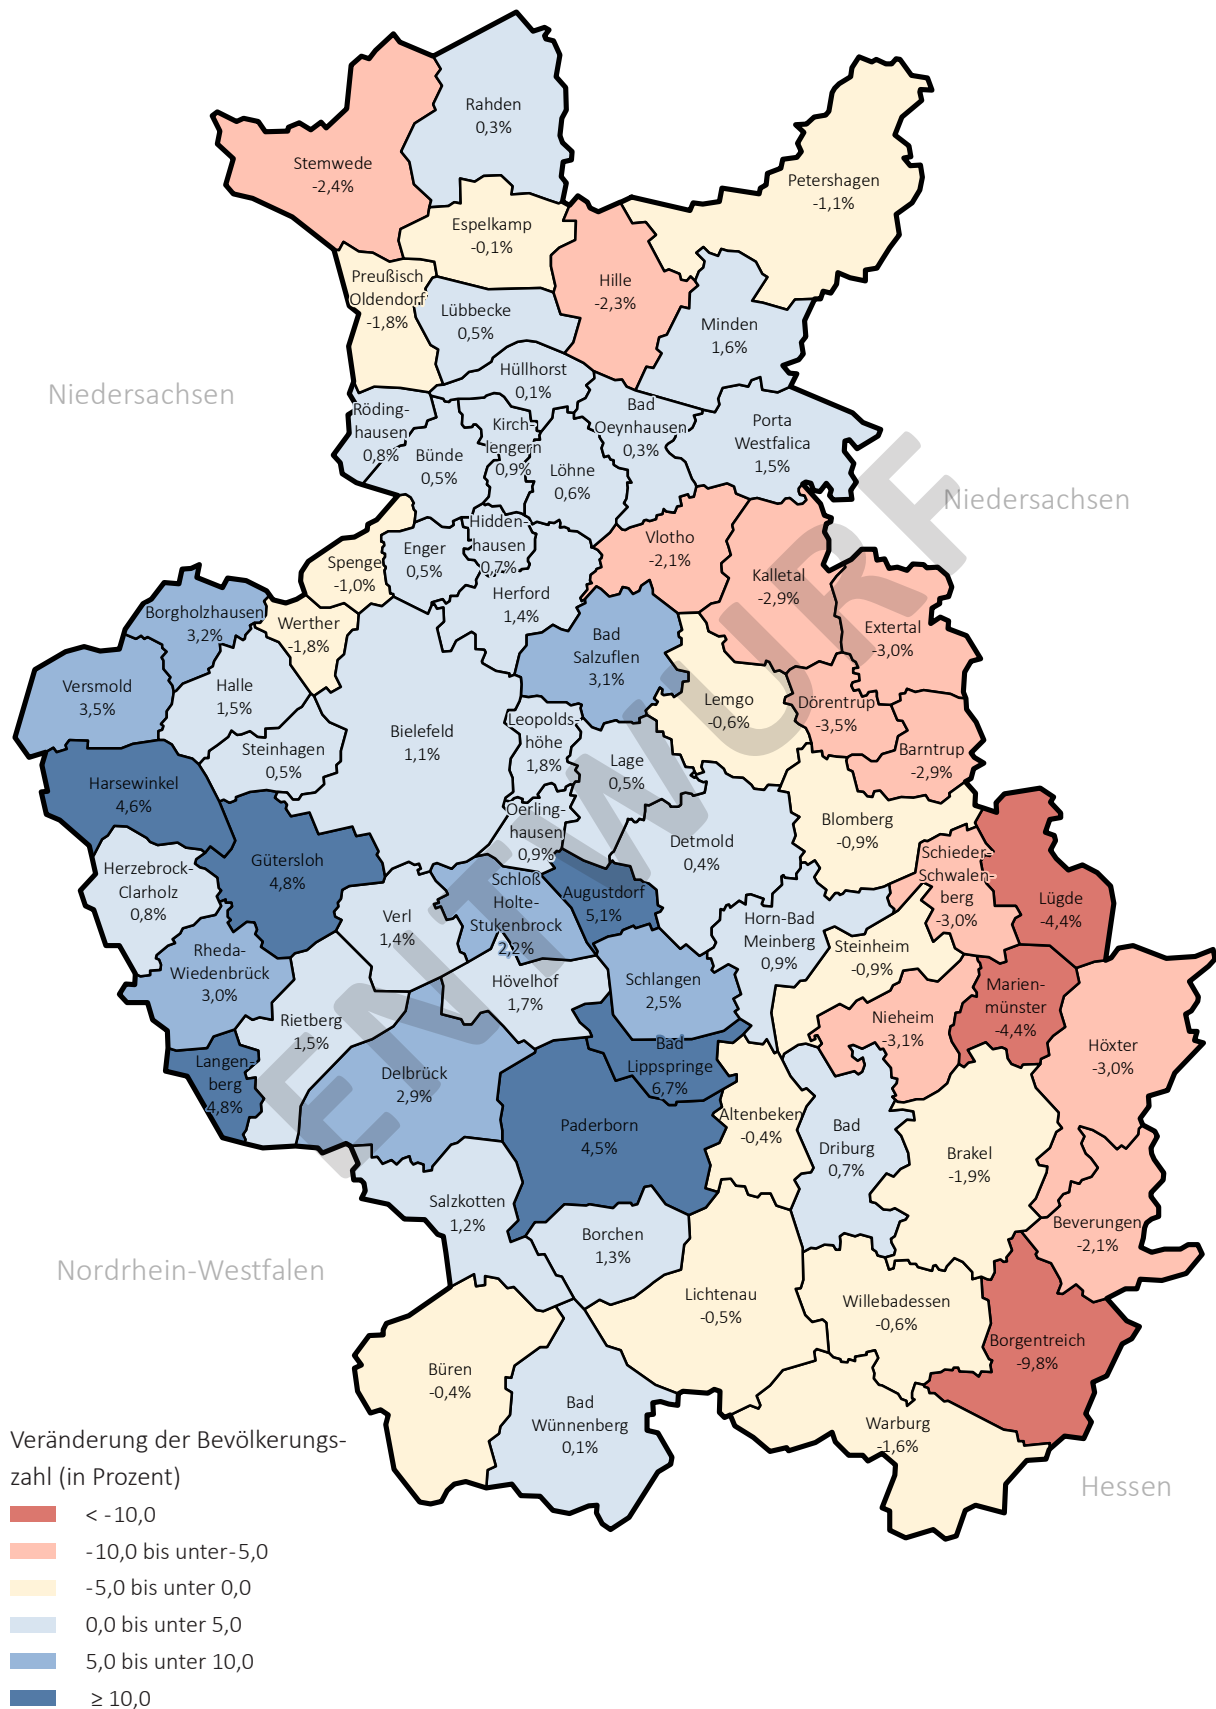 Rahden
0,3%
Stemwede
-2,4%
Petershagen
-1,1%
Espelkamp
-0,1%
Preußisch
Oldendorf
-1,8%
Hille
-2,3%
Lübbecke
0,5%
Minden
1,6%
Hüllhorst
0,1%
Niedersachsen
Röding-
hausen
0,8%
Bünde
0,5%
Kirch-
lengern
0,9%
Löhne
0,6%
Bad
Oeynhausen
0,3%
Porta
Westfalica
1,5%
Niedersachsen
Spenge
-1,0%
Enger
0,5%
Hidden-
hausen
0,7%
Vlotho
-2,1%
Kalletal
-2,9%
Herford
1,4%
Extertal
-3,0%
Borgholzhausen
3,2%
Werther
-1,8%
Bad
Salzuflen
3,1%
Versmold
3,5%
Halle
1,5%
Lemgo
-0,6%
Dörentrup
-3,5%
Steinhagen
0,5%
Bielefeld
1,1%
Leopolds-
höhe
1,8%
Lage
0,5%
Barntrup
-2,9%
Harsewinkel
4,6%
Oerling-
hausen
0,9%
Detmold
0,4%
Blomberg
-0,9%
Gütersloh
4,8%
Herzebrock-
Clarholz
0,8%
Schloß
Holte-
Stukenbrock
2,2%
Augustdorf
5,1%
Schieder-
Schwalen-
berg
-3,0%
Lügde
-4,4%
Verl
1,4%
Horn-Bad
Meinberg
0,9%
Steinheim
-0,9%
Rheda-
Wiedenbrück
3,0%
Hövelhof
1,7%
Schlangen
2,5%
Marien-
münster
-4,4%
Rietberg
1,5%
Nieheim
-3,1%
Höxter
-3,0%
Langen-
berg
4,8%
Delbrück
2,9%
Bad
Lippspringe
6,7%
Paderborn
4,5%
Altenbeken
-0,4%
Bad
Driburg
0,7%
Brakel
-1,9%
Salzkotten
1,2%
Borchen
1,3%
Beverungen
-2,1%
Nordrhein-Westfalen
Lichtenau
-0,5%
Willebadessen
-0,6%
Borgentreich
-9,8%
Büren
-0,4%
Bad
Wünnenberg
0,1%
Warburg
-1,6%
Hessen
ENTWURF
Veränderung der Bevölkerungs-
zahl (in Prozent)
< -10,0
-10,0 bis unter -5,0
-5,0 bis unter 0,0
0,0 bis unter 5,0
5,0 bis unter 10,0
≥ 10,0